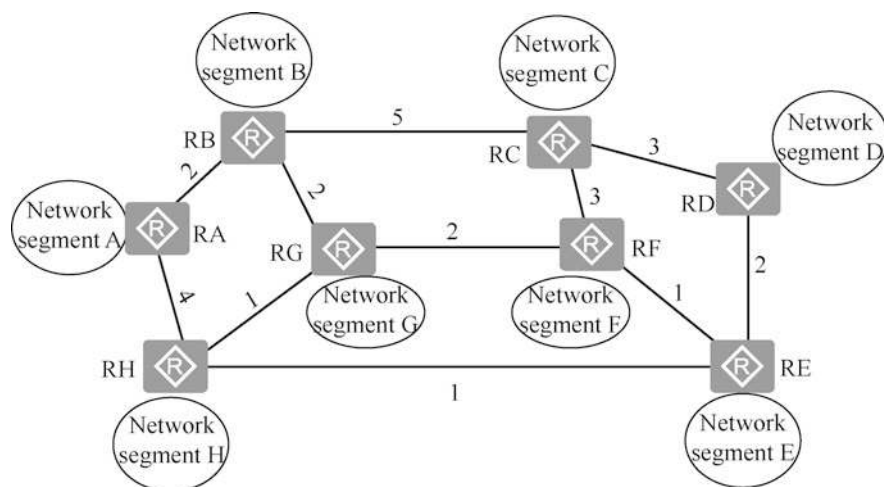 Network
segment B
Network
segment C
RB
R
5
R
RC
3
Network
segment D
R
RD
2
2
3
Network
segment A
R
RA
RG
R
2
R
RF
4
1
Network
segment G
Network
segment F
1
2
RH
R
1
R
RE
Network
segment H
Network
segment E